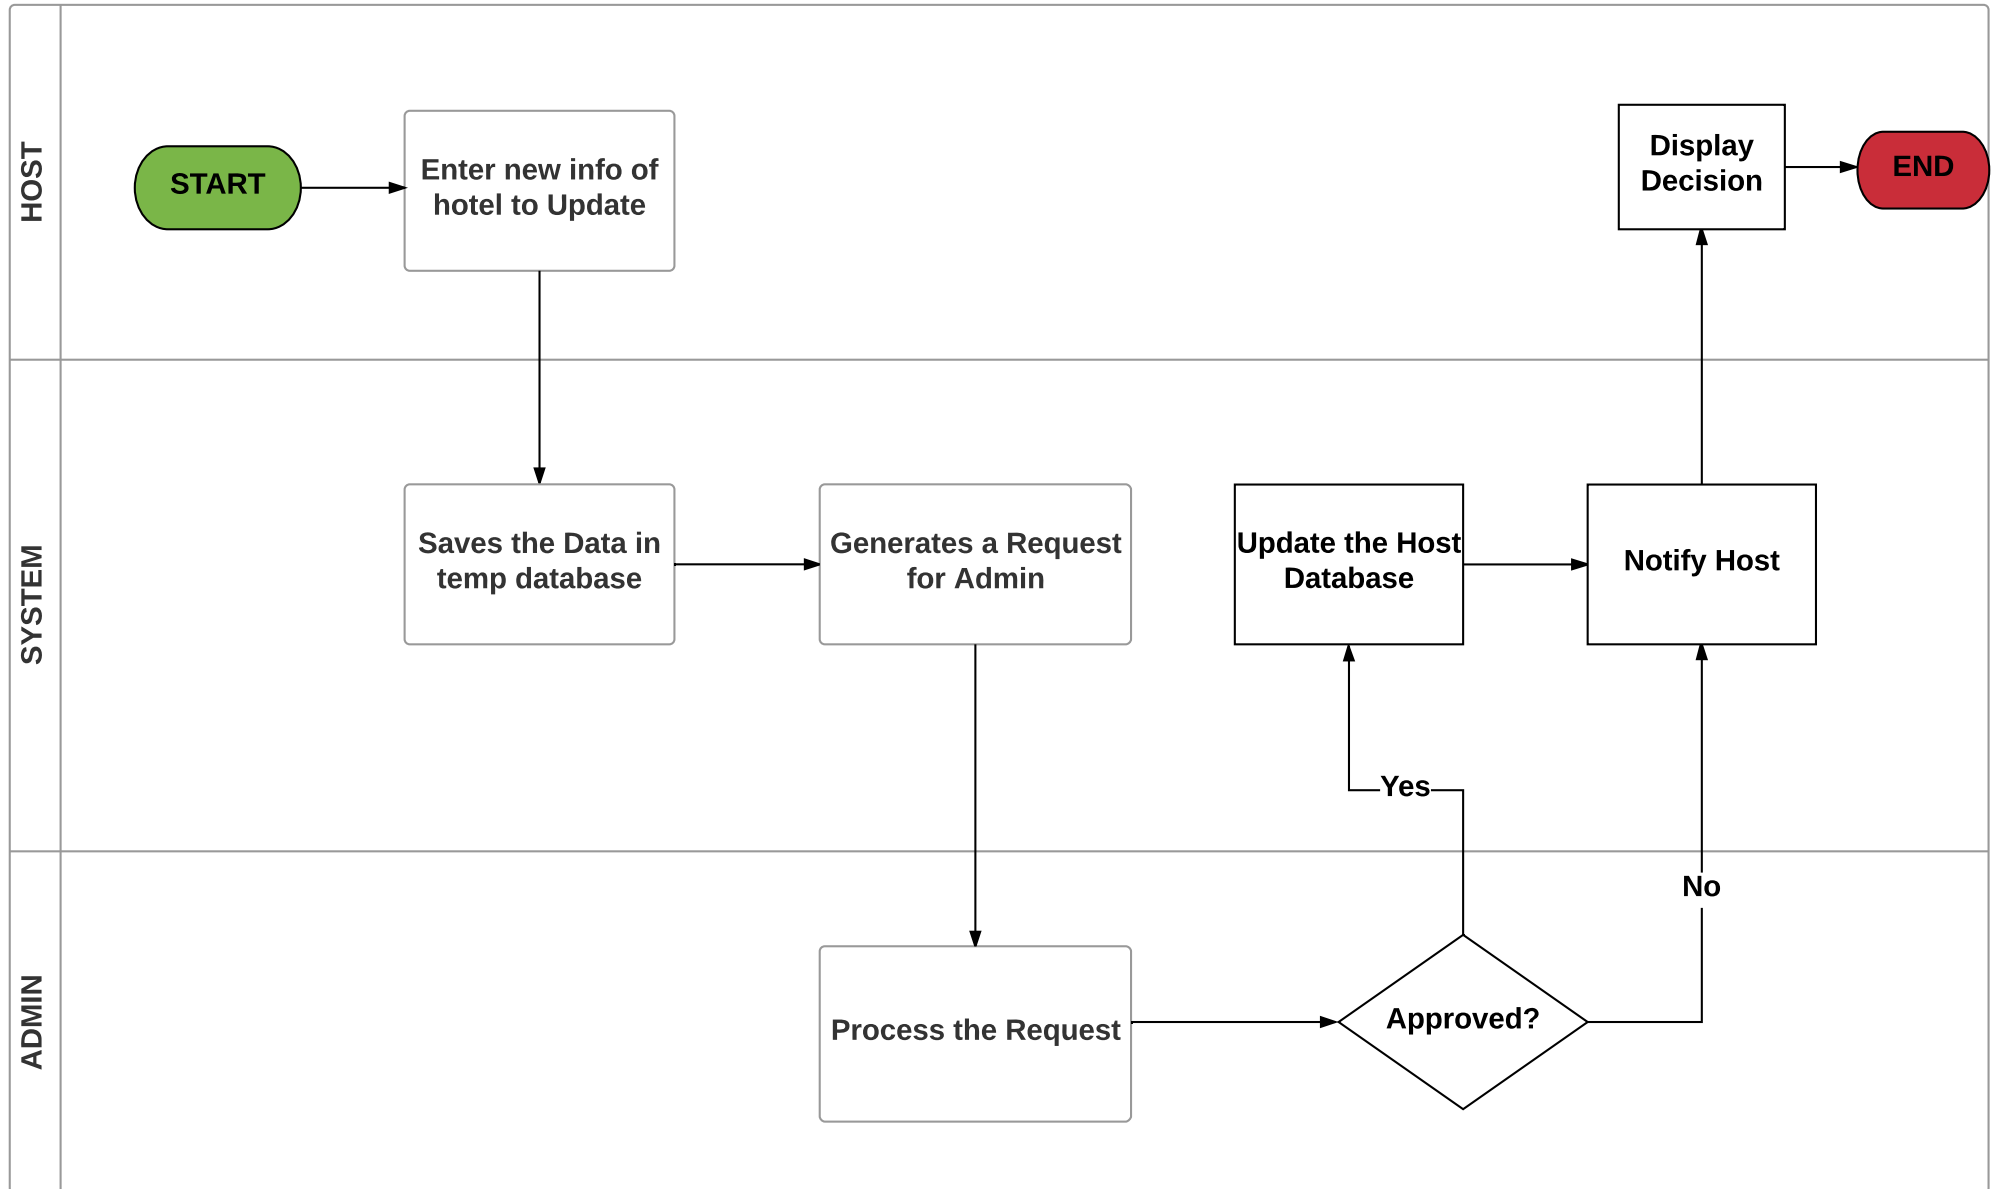 HOST
START
Enter new info of
hotel to Update
Display
Decision
END
SYSTEM
Saves the Data in
temp database
Generates a Request
for Admin
Update the Host
Database
Notify Host
Yes
No
ADMIN
Process the Request
Approved?